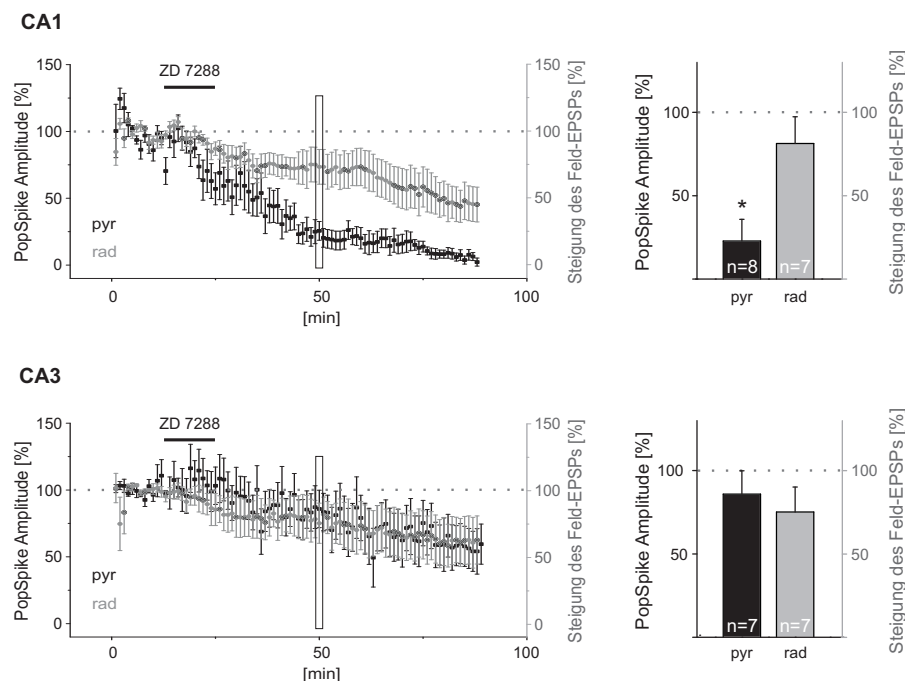 CA1
ZD 7288
PopSpike Amplitude [%]
150
100
50
0
pyr
rad
0
50
100
[min]
Steigung des Feld-EPSPs [%]
150
100
50
0
PopSpike Amplitude [%]
100
50
*
n=8
n=7
pyr
rad
Steigung des Feld-EPSPs [%]
100
50
CA3
ZD 7288
PopSpike Amplitude [%]
150
100
50
0
pyr
rad
0
50
100
[min]
Steigung des Feld-EPSPs [%]
150
100
50
0
PopSpike Amplitude [%]
100
50
n=7
n=7
pyr
rad
Steigung des Feld-EPSPs [%]
100
50